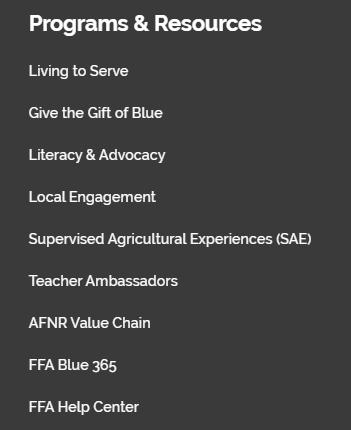 Programs & Resources
Living to Serve
Give the Gift of Blue
Literacy & Advocacy
Local Engagement
Supervised Agricultural Experiences (SAE)
Teacher Ambassadors
AFNR Value Chain
FFA Blue 365
FFA Help Center